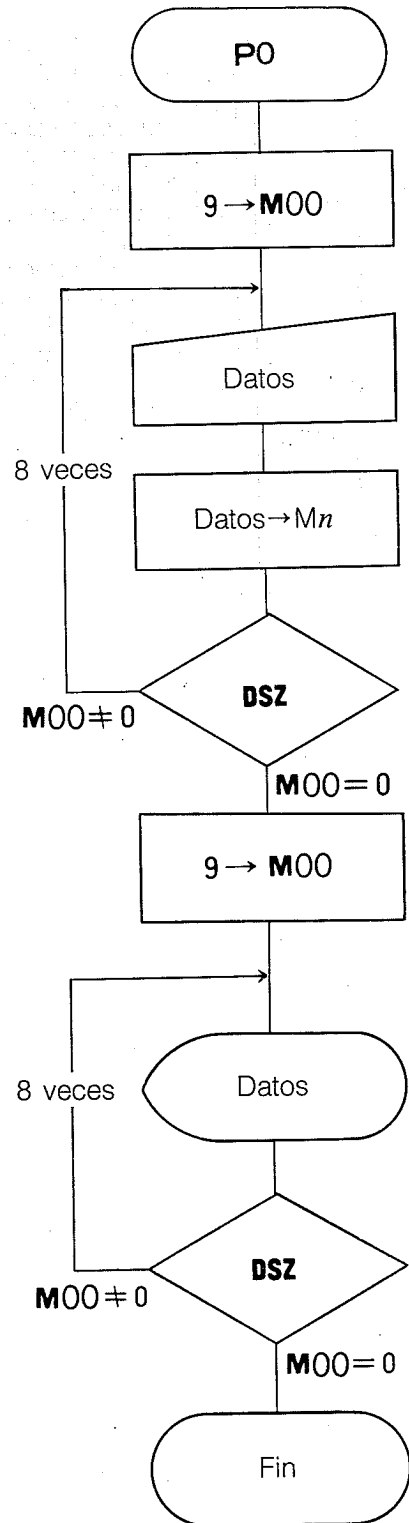 P0
9→M00
Datos
8 veces
Datos→Mn
DSZ
M00≠0
M00=0
9→M00
Datos
8 veces
DSZ
M00≠0
M00=0
Fin